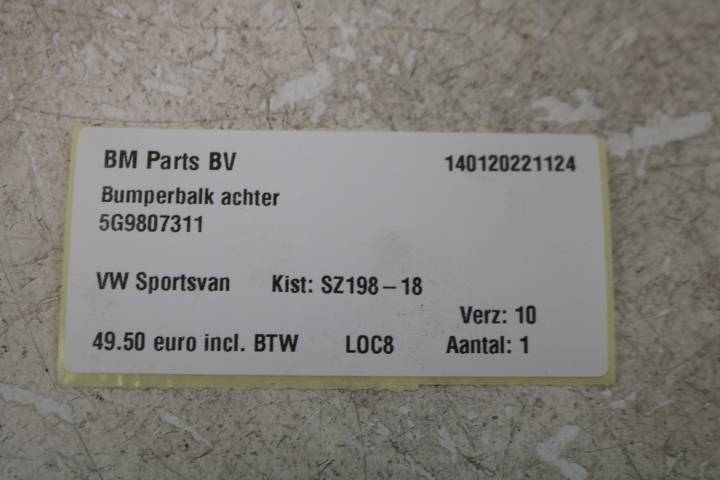 BM Parts BV 140120221124
Bumperbalk achter
5G9807311
VW Sportsvan Kist: SZ198-18
Verz: 10
49.50 euro incl. BTW LOC8 Aantal: 1